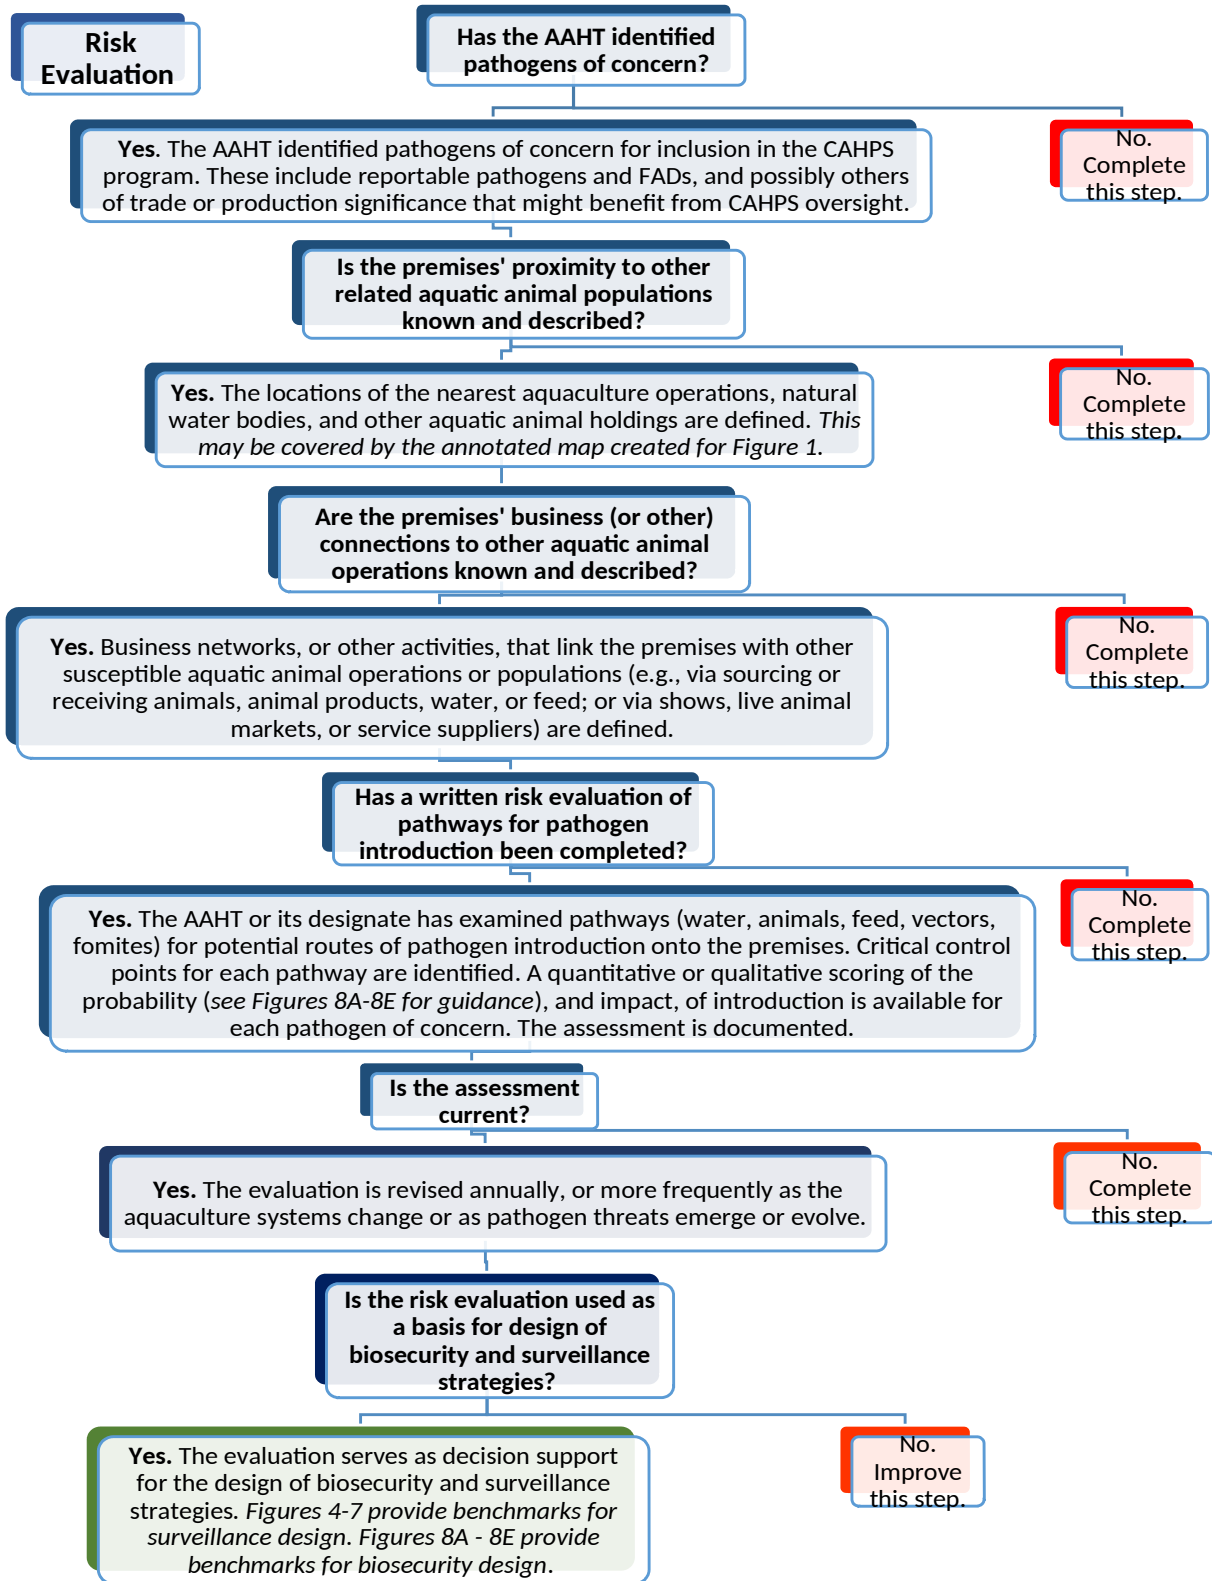 Risk
Evaluation
Has the AAHT identified
pathogens of concern?
Yes. The AAHT identified pathogens of concern for inclusion in the CAHPS
program. These include reportable pathogens and FADs, and possibly others
of trade or production significance that might benefit from CAHPS oversight.
No.
Complete
this step.
Is the premises' proximity to other
related aquatic animal populations
known and described?
Yes. The locations of the nearest aquaculture operations, natural
water bodies, and other aquatic animal holdings are defined. This
may be covered by the annotated map created for Figure 1.
No.
Complete
this step.
Are the premises' business (or other)
connections to other aquatic animal
operations known and described?
Yes. Business networks, or other activities, that link the premises with other
susceptible aquatic animal operations or populations (e.g., via sourcing or
receiving animals, animal products, water, or feed; or via shows, live animal
markets, or service suppliers) are defined.
No.
Complete
this step.
Has a written risk evaluation of
pathways for pathogen
introduction been completed?
Yes. The AAHT or its designate has examined pathways (water, animals, feed, vectors,
fomites) for potential routes of pathogen introduction onto the premises. Critical control
points for each pathway are identified. A quantitative or qualitative scoring of the
probability (see Figures 8A-8E for guidance), and impact, of introduction is available for
each pathogen of concern. The assessment is documented.
No.
Complete
this step.
Is the assessment
current?
Yes. The evaluation is revised annually, or more frequently as the
aquaculture systems change or as pathogen threats emerge or evolve.
No.
Complete
this step.
Is the risk evaluation used as
a basis for design of
biosecurity and surveillance
strategies?
Yes. The evaluation serves as decision support
for the design of biosecurity and surveillance
strategies. Figures 4-7 provide benchmarks for
surveillance design. Figures 8A - 8E provide
benchmarks for biosecurity design.
No.
Improve
this step.